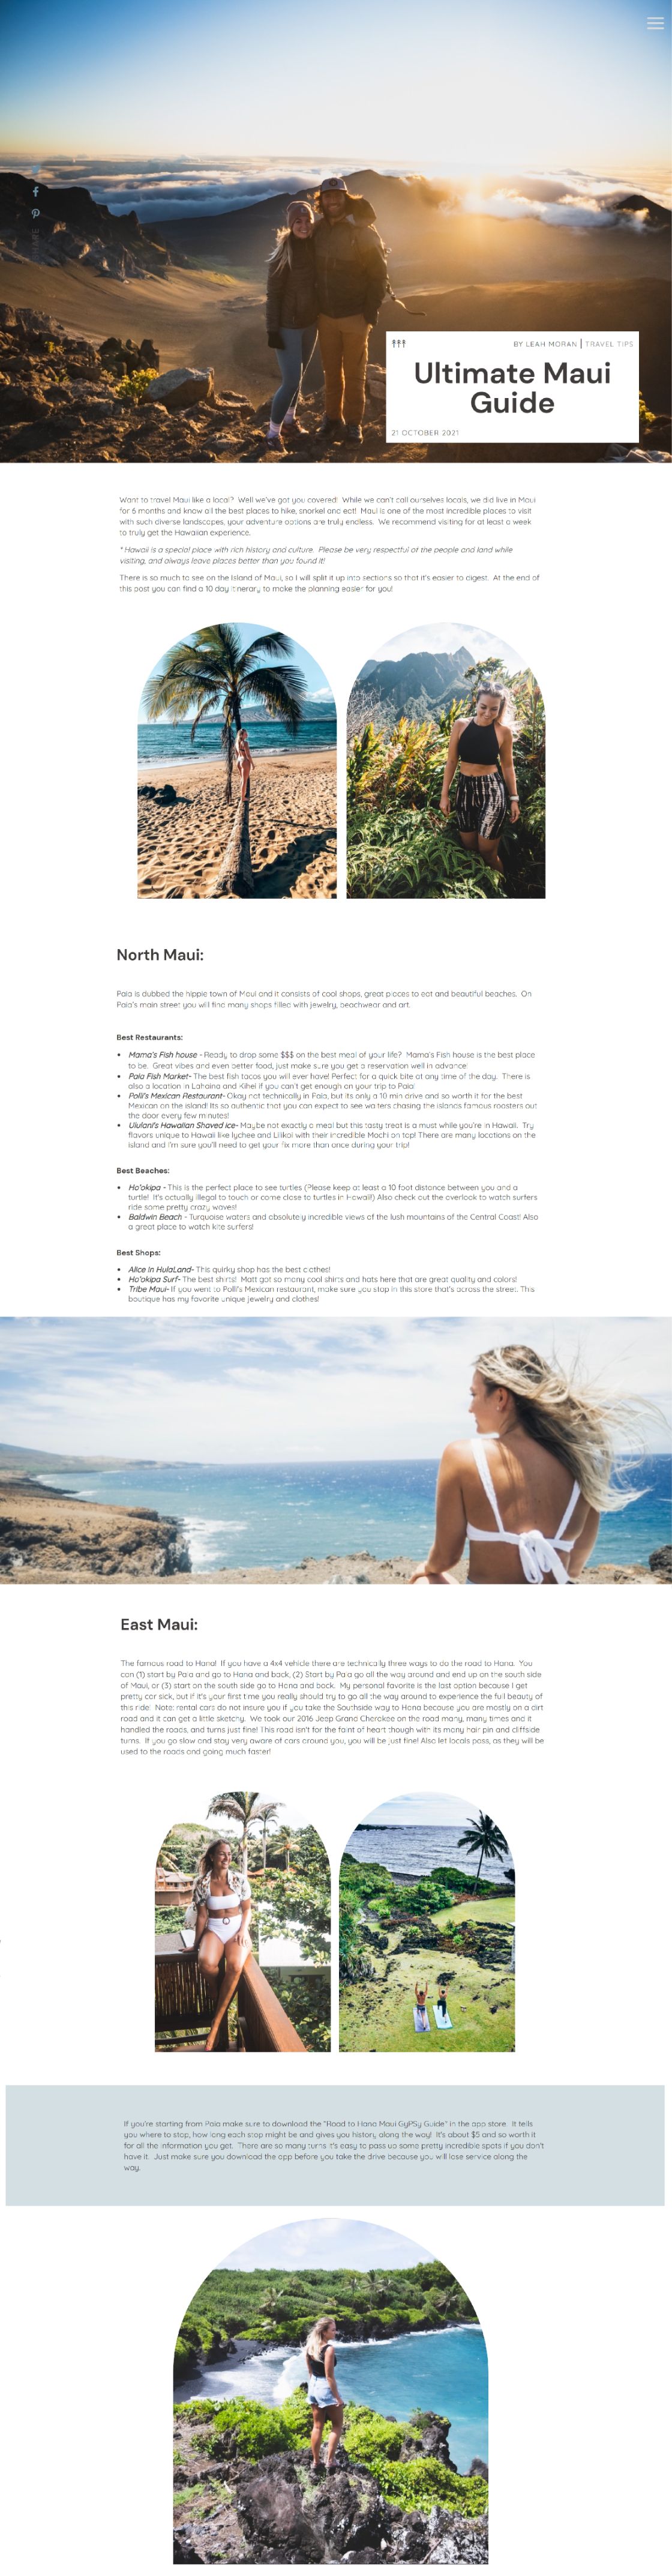 SHARE
BY LEAH MORAN | TRAVEL TIPS
Ultimate Maui
Guide
21 OCTOBER 2021
Want to travel Maui like a local? Well we've got you covered! While we can't call ourselves locals, we did live in Maui
for 6 months and know all the best places to hike, snorkel and eat! Maui is one of the most incredible places to visit
with such diverse landscapes, your adventure options are truly endless. We recommend visiting for at least a week
to truly get the Hawaiian experience.
* Hawaii is a special place with rich history and culture. Please be very respectful of the people and land while
visiting, and always leave places better than you found it!
There is so much to see on the Island of Maui, so I will split it up into sections so that it's easier to digest. At the end of
this post you can find a 10 day itinerary to make the planning easier for you!
North Maui:
Paia is dubbed the hippie town of Maui and it consists of cool shops, great places to eat and beautiful beaches. On
Paia's main street you will find many shops filled with jewelry, beachwear and art.
Best Restaurants:
• Mama's Fish house - Ready to drop some $$$ on the best meal of your life? Mama's Fish house is the best place
to be. Great vibes and even better food, just make sure you get a reservation well in advance!
• Paia Fish Market- The best fish tacos you will ever have! Perfect for a quick bite at any time of the day. There is
also a location in Lahaina and Kihei if you can't get enough on your trip to Paia!
• Polli's Mexican Restaurant- Okay not technically in Paia, but its only a 10 min drive and so worth it for the best
Mexican on the island! Its so authentic that you can expect to see waiters chasing the islands famous roosters out
the door every few minutes!
• Ululani's Hawaiian Shaved ice- Maybe not exactly a meal but this tasty treat is a must while you're in Hawaii. Try
flavors unique to Hawaii like lychee and Lilikoi with their incredible Mochi on top! There are many locations on the
island and I'm sure you'll need to get your fix more than once during your trip!
Best Beaches:
• Ho'okipa - This is the perfect place to see turtles (Please keep at least a 10 foot distance between you and a
turtle! It's actually illegal to touch or come close to turtles in Hawaii!) Also check out the overlook to watch surfers
ride some pretty crazy waves!
• Baldwin Beach - Turquoise waters and absolutely incredible views of the lush mountains of the Central Coast! Also
a great place to watch kite surfers!
Best Shops:
• Alice in HulaLand- This quirky shop has the best clothes!
• Ho'okipa Surf- The best shirts! Matt got so many cool shirts and hats here that are great quality and colors!
• Tribe Maui- If you went to Polli's Mexican restaurant, make sure you stop in this store that's across the street. This
boutique has my favorite unique jewelry and clothes!
East Maui:
The famous road to Hana! If you have a 4x4 vehicle there are technically three ways to do the road to Hana. You
can (1) start by Pa'a and go to Hana and back, (2) Start by Paia go all the way around and end up on the south side
of Maui, or (3) start on the south side go to Hana and back. My personal favorite is the last option because I get
pretty car sick, but if it's your first time you really should try to go all the way around to experience the full beauty of
this ride! Note: rental cars do not insure you if you take the Southside way to Hana because you are mostly on a dirt
road and it can get a little sketchy. We took our 2016 Jeep Grand Cherokee on the road many, many times and it
handled the roads, and turns just fine! This road isn't for the faint of heart though with its many hair pin and cliffside
turns. If you go slow and stay very aware of cars around you, you will be just fine! Also let locals pass, as they will be
used to the roads and going much faster!
If you're starting from Paia make sure to download the "Road to Hana Maui GyPSy Guide" in the app store. It tells
you where to stop, how long each stop might be and gives you history along the way! It's about $5 and so worth it
for all the information you get. There are so many turns it's easy to pass up some pretty incredible spots if you don't
have it. Just make sure you download the app before you take the drive because you will lose service along the
way.